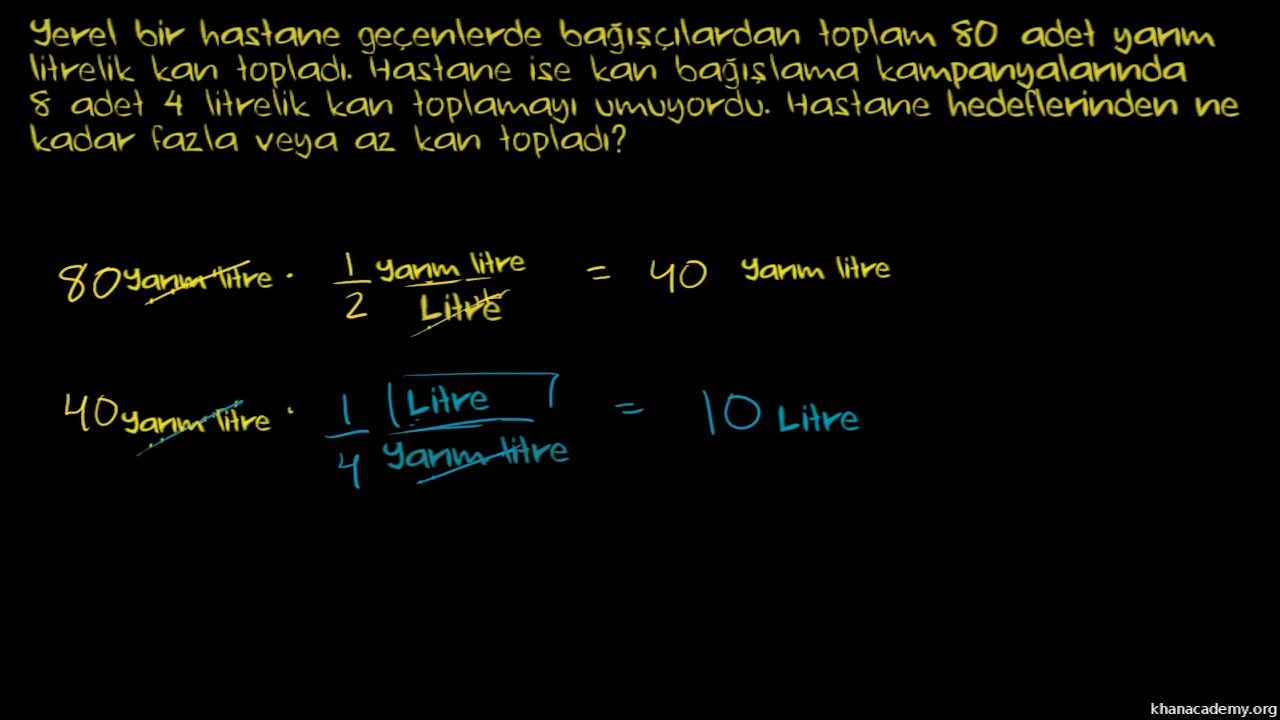 Yerel bir hastane geçenlerde bağışçılardan toplam 80 adet yarım
litrelik kan topladı. Hastane ise kan bağışlama kampanyalarında
8 adet 4 litrelik kan toplamayı umuyordu. Hastane hedeflerinden ne
kadar fazla veya az kan topladı?
80 yarım litre · 1/2 yarım litre/Litre = 40 yarım litre
40 yarım litre · 1/4 Litre/yarım litre = 10 Litre
khanacademy.org